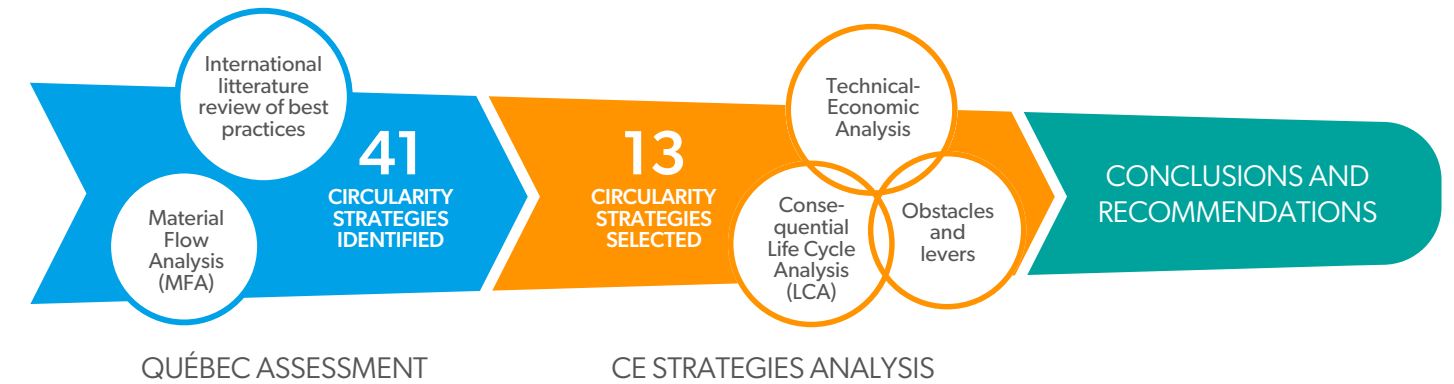 International
litterature
review of best
practices
Material
Flow
Analysis
(MFA)
41
CIRCULARITY
STRATEGIES
IDENTIFIED
QUÉBEC ASSESSMENT
13
CIRCULARITY
STRATEGIES
SELECTED
Technical-
Economic
Analysis
Conse-
quential
Life Cycle
Analysis
(LCA)
Obstacles
and
levers
CE STRATEGIES ANALYSIS
CONCLUSIONS AND
RECOMMENDATIONS